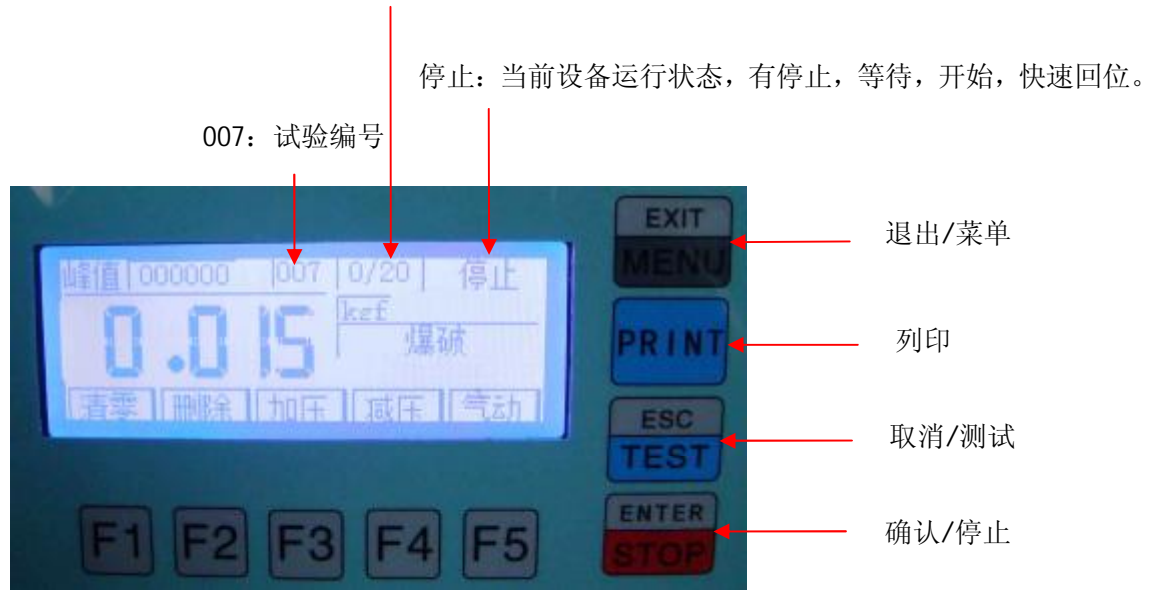 停止：当前设备运行状态，有停止，等待，开始，快速回位。
007：试验编号
峰值 000000 007 0/20 停止
0.015 kgf
爆破
清零 删除 加压 减压 气动
F1 F2 F3 F4 F5
EXIT
MENU
退出/菜单
PRINT
列印
ESC
TEST
取消/测试
ENTER
STOP
确认/停止